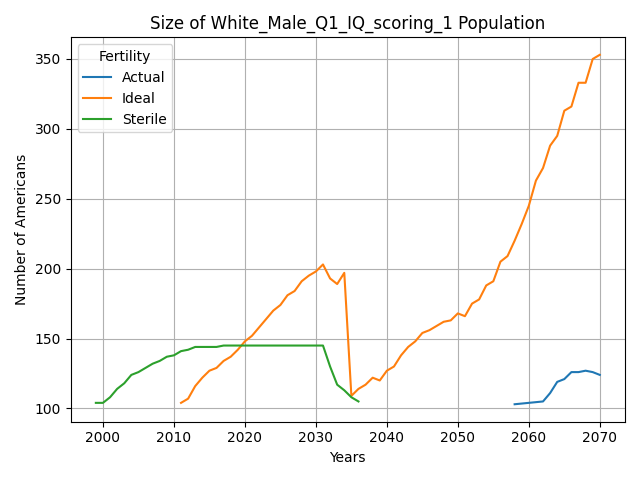 Size of White_Male_Q1_IQ_scoring_1 Population
Fertility
Actual
Ideal
Sterile
Number of Americans
350
300
250
200
150
100
2000 2010 2020 2030 2040 2050 2060 2070
Years